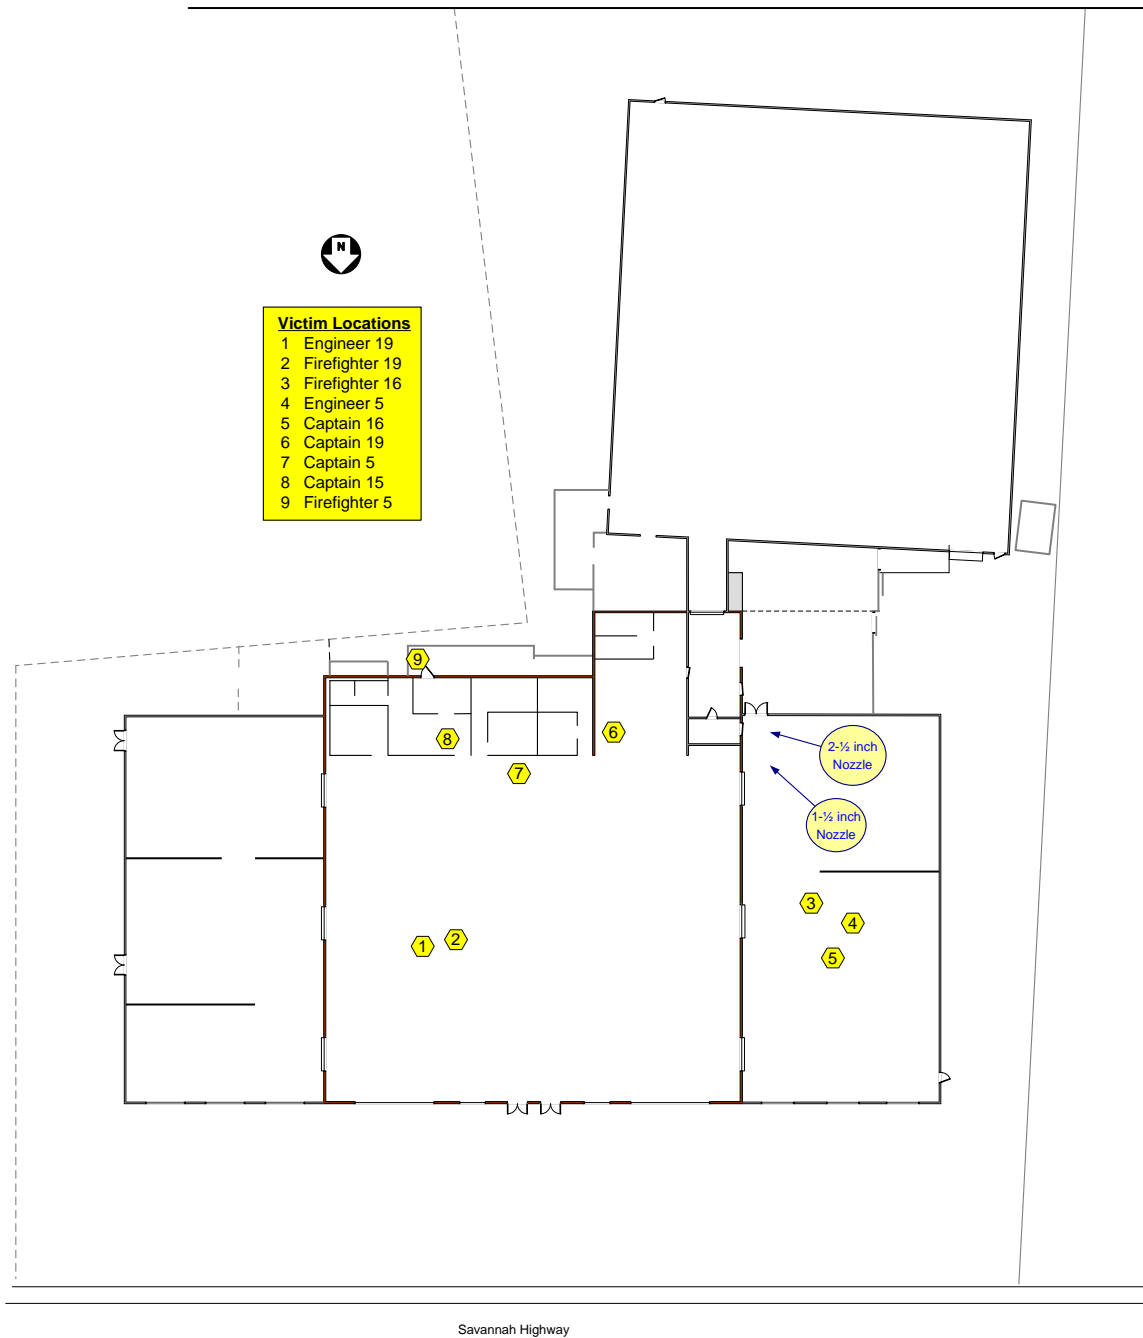 N
Victim Locations
1 Engineer 19
2 Firefighter 19
3 Firefighter 16
4 Engineer 5
5 Captain 16
6 Captain 19
7 Captain 5
8 Captain 15
9 Firefighter 5
9
8
7
6
2-½ inch
Nozzle
1-½ inch
Nozzle
3
4
5
1
2
Savannah Highway